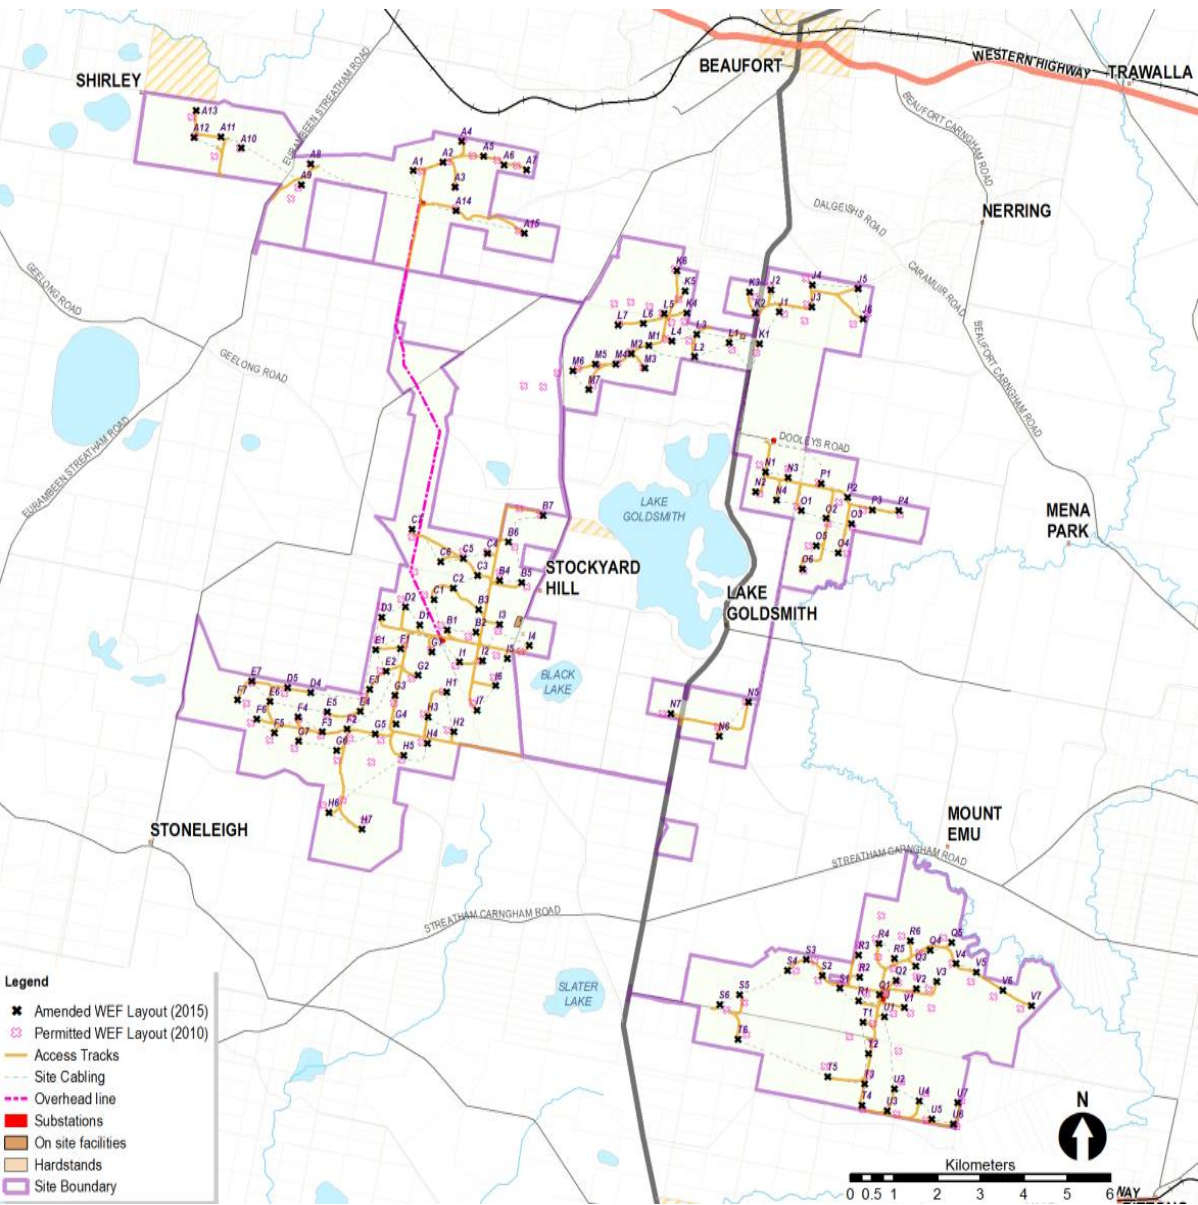 BEAUFORT
WESTERN HIGHWAY
TRAWALLA
SHIRLEY
EURAMBEEN STREATHAM ROAD
BEAUFORT CARNGHAM ROAD
A13
A12
A11
A10
A8
A9
A4
A1
A2
A5
A6
A7
A3
A14
A15
NERRING
DALGEISHS ROAD
CARAMUIR ROAD
BEAUFORT CARNGHAM ROAD
GEELONG ROAD
GEELONG ROAD
EURAMBEEN STREATHAM ROAD
K6
K5
K3
J2
J4
J5
K2
J1
J3
J6
L7
L6
L5
K4
L3
L1
K1
L4
L2
M1
M2
M3
M4
M5
M6
M7
DOOLEYS ROAD
N1
N3
P1
N2
N4
P2
P3
P4
O1
O2
O3
O5
O4
O6
LAKE
GOLDSMITH
MENA
PARK
B7
B6
C6
C5
C4
C3
B4
B5
STOCKYARD
HILL
C2
C1
B3
D2
D3
D1
B1
B2
I3
I4
LAKE
GOLDSMITH
E1
F1
I1
I2
I5
E2
G2
H1
I6
BLACK
LAKE
E7
D5
D4
G3
E4
E5
E6
F7
F6
F4
F5
F3
F2
G7
G6
G5
G4
H3
H2
I7
H5
H4
H6
H7
N7
N5
N6
STONELEIGH
MOUNT
EMU
STREATHAM CARNGHAM ROAD
STREATHAM CARNGHAM ROAD
SLATER
LAKE
R3
R4
R6
Q5
Q4
R5
Q3
V4
V5
V6
V7
S3
S4
S2
S1
R2
Q2
V2
V3
R1
Q1
V1
U1
T1
S5
S6
T6
T2
T5
T3
T4
U2
U3
U4
U5
U6
U7
Legend
Amended WEF Layout (2015)
Permitted WEF Layout (2010)
Access Tracks
Site Cabling
Overhead line
Substations
On site facilities
Hardstands
Site Boundary
N
Kilometers
0 0.5 1 2 3 4 5 6